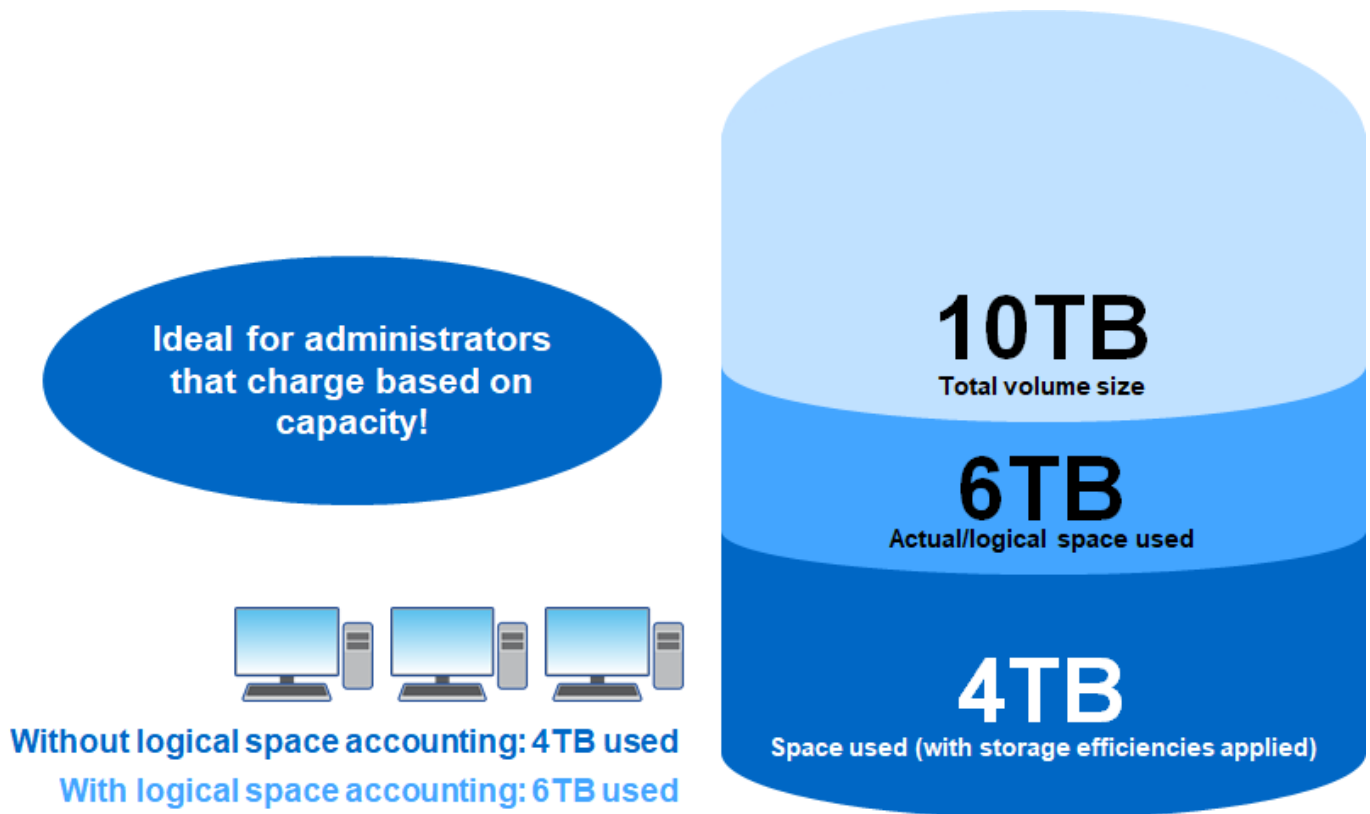 Ideal for administrators
that charge based on
capacity!
10TB
Total volume size
6TB
Actual/logical space used
4TB
Space used (with storage efficiencies applied)
Without logical space accounting: 4TB used
With logical space accounting: 6TB used